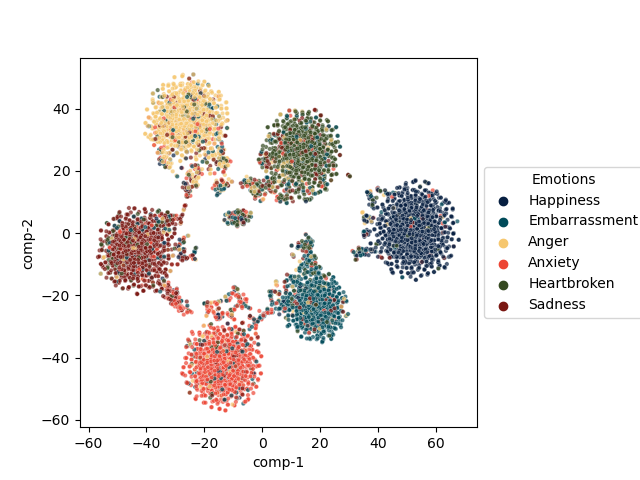 40
20
0
−20
−40
−60
comp-2
−60 −40 −20 0 20 40 60
comp-1
Emotions
Happiness
Embarrassment
Anger
Anxiety
Heartbroken
Sadness